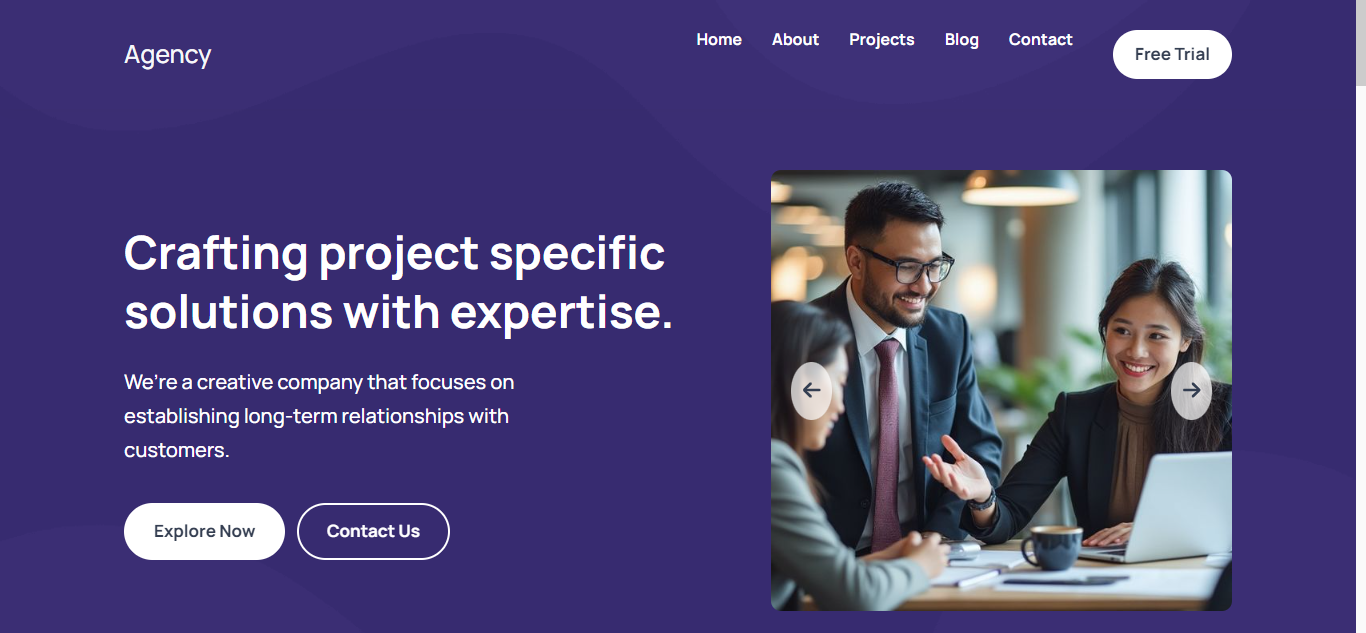 Agency
Home About Projects Blog Contact Free Trial
Crafting project specific
solutions with expertise.
We're a creative company that focuses on
establishing long-term relationships with
customers.
Explore Now Contact Us